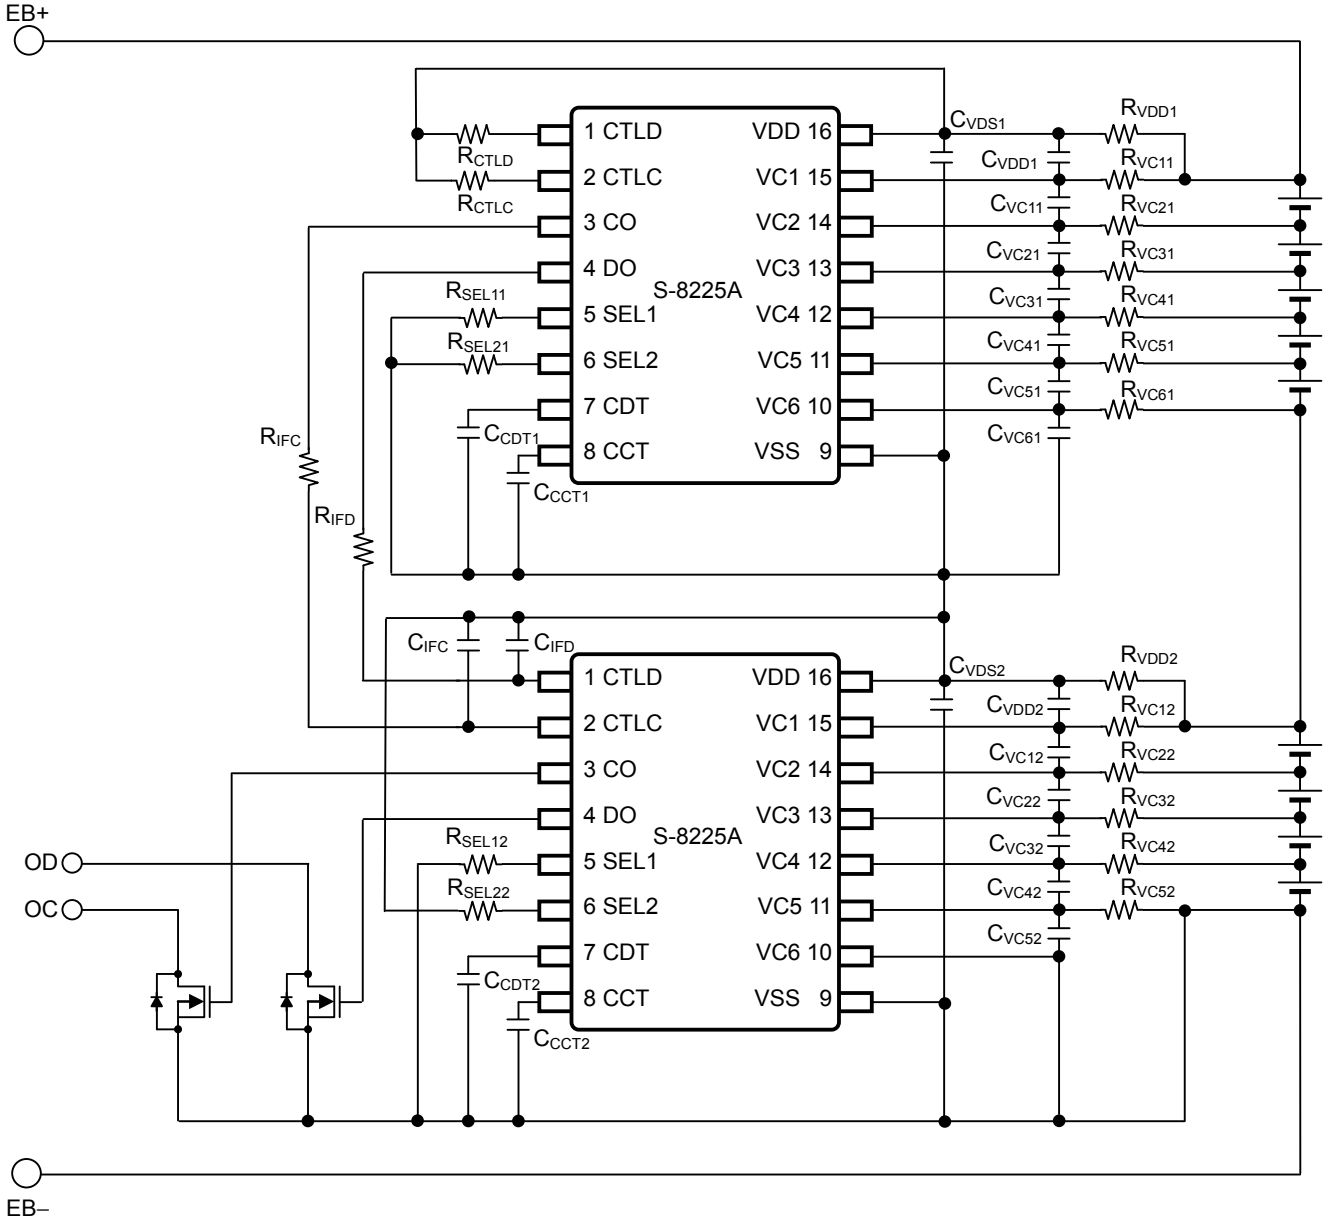 EB+
1 CTLD
VDD 16
CVDS1
RVDD1
RCTLD
CVDD1
2 CTLC
VC1 15
RVC11
RCTLC
CVC11
3 CO
VC2 14
RVC21
CVC21
4 DO
VC3 13
RVC31
S-8225A
RSEL11
CVC31
5 SEL1
VC4 12
RVC41
RSEL21
CVC41
6 SEL2
VC5 11
RVC51
CVC51
7 CDT
VC6 10
RVC61
RIFC
CCDT1
CVC61
8 CCT
VSS 9
CCCT1
RIFD
CIFC
CIFD
1 CTLD
VDD 16
CVDS2
RVDD2
CVDD2
2 CTLC
VC1 15
RVC12
CVC12
3 CO
VC2 14
RVC22
CVC22
4 DO
VC3 13
RVC32
S-8225A
RSEL12
CVC32
OD
5 SEL1
VC4 12
RVC42
RSEL22
CVC42
OC
6 SEL2
VC5 11
RVC52
CVC52
7 CDT
VC6 10
CCDT2
8 CCT
VSS 9
CCCT2
EB–